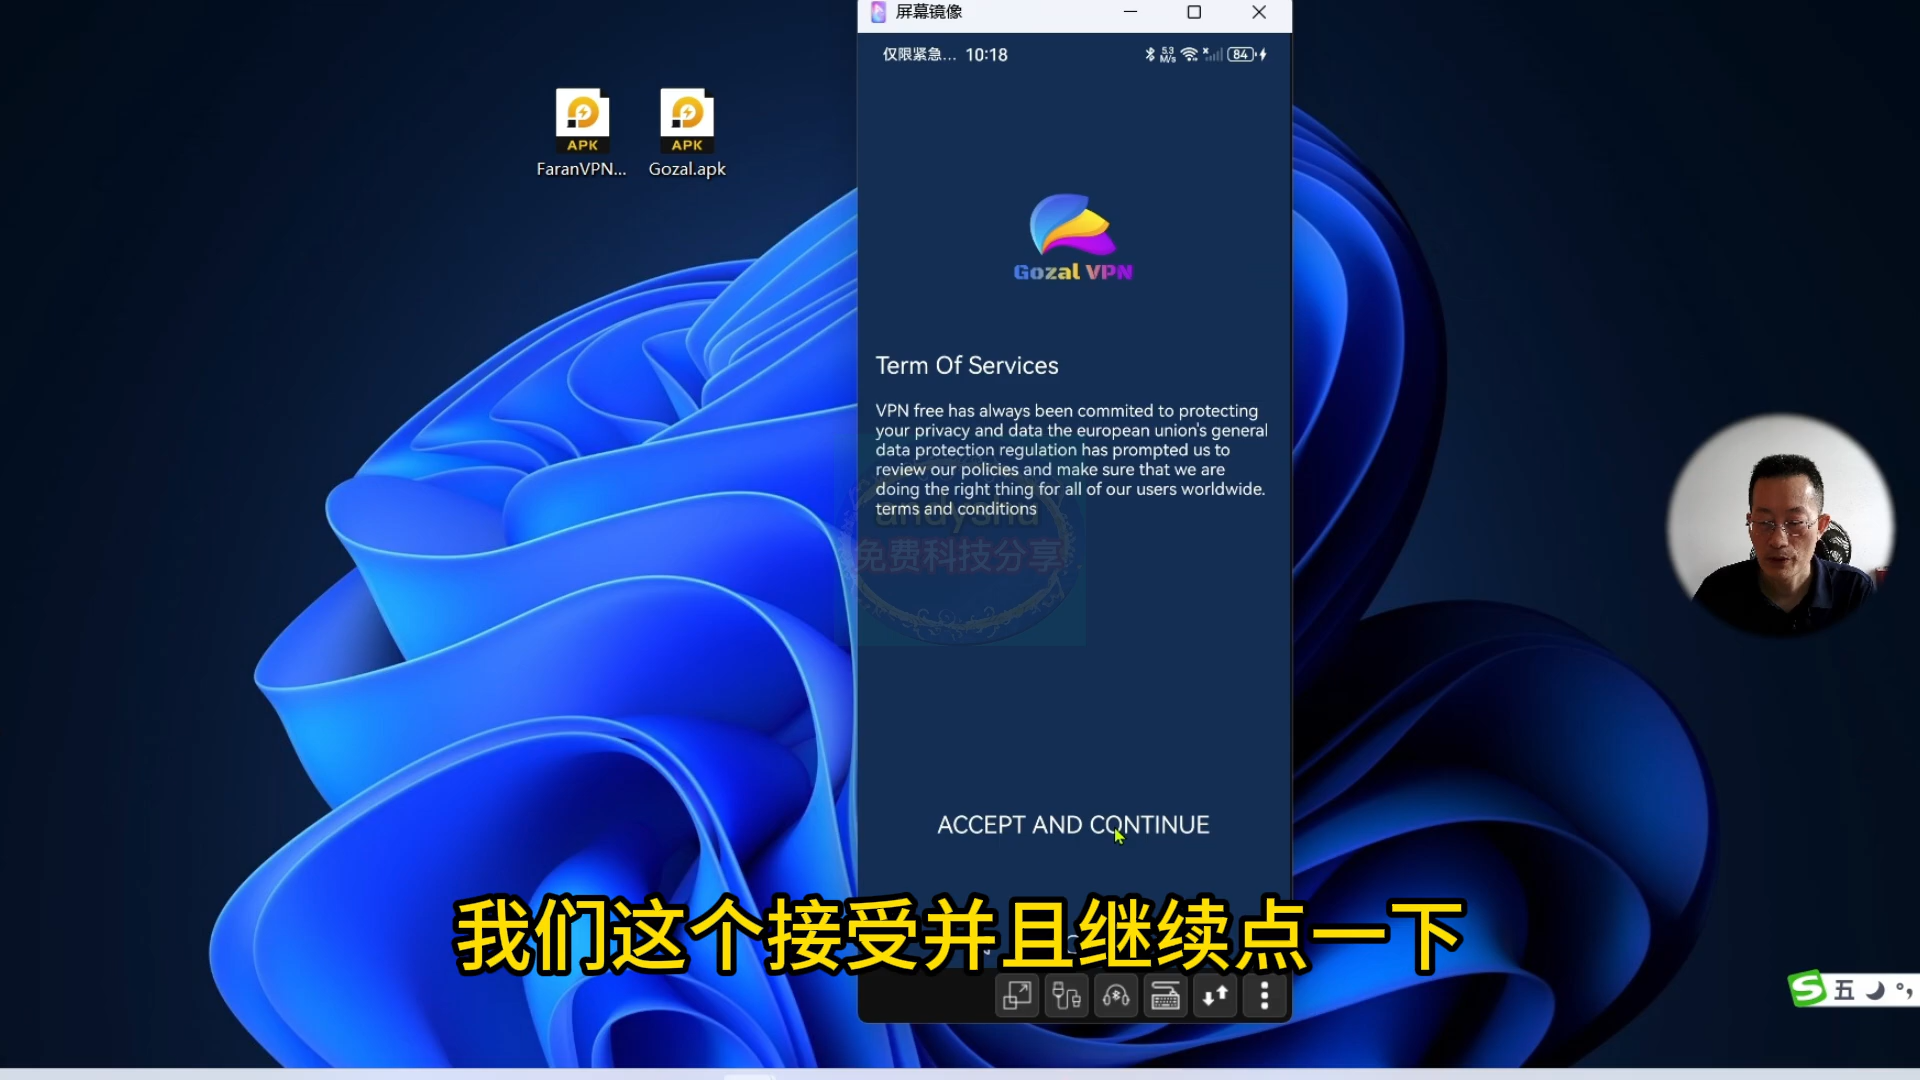 屏幕镜像
仅限紧急... 10:18
53 M/s
84
APK
FaranVPN...
APK
Gozal.apk
Gozal VPN
Term Of Services
VPN free has always been commited to protecting
your privacy and data the european union's general
data protection regulation has prompted us to
review our policies and make sure that we are
doing the right thing for all of our users worldwide.
terms and conditions
andyshu
免费科技分享
ACCEPT AND CONTINUE
我们这个接受并且继续点一下
S 五